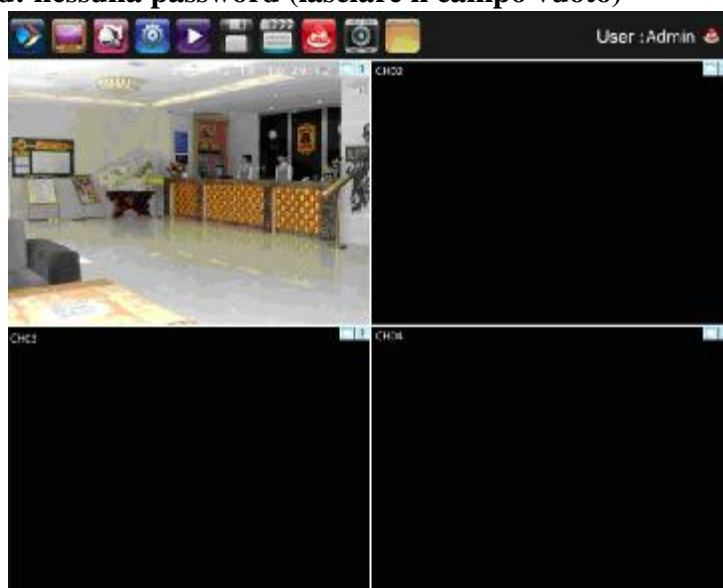 nessuna password (lasciare il campo vuoto)
User :Admin
CH02
CH03
CH04